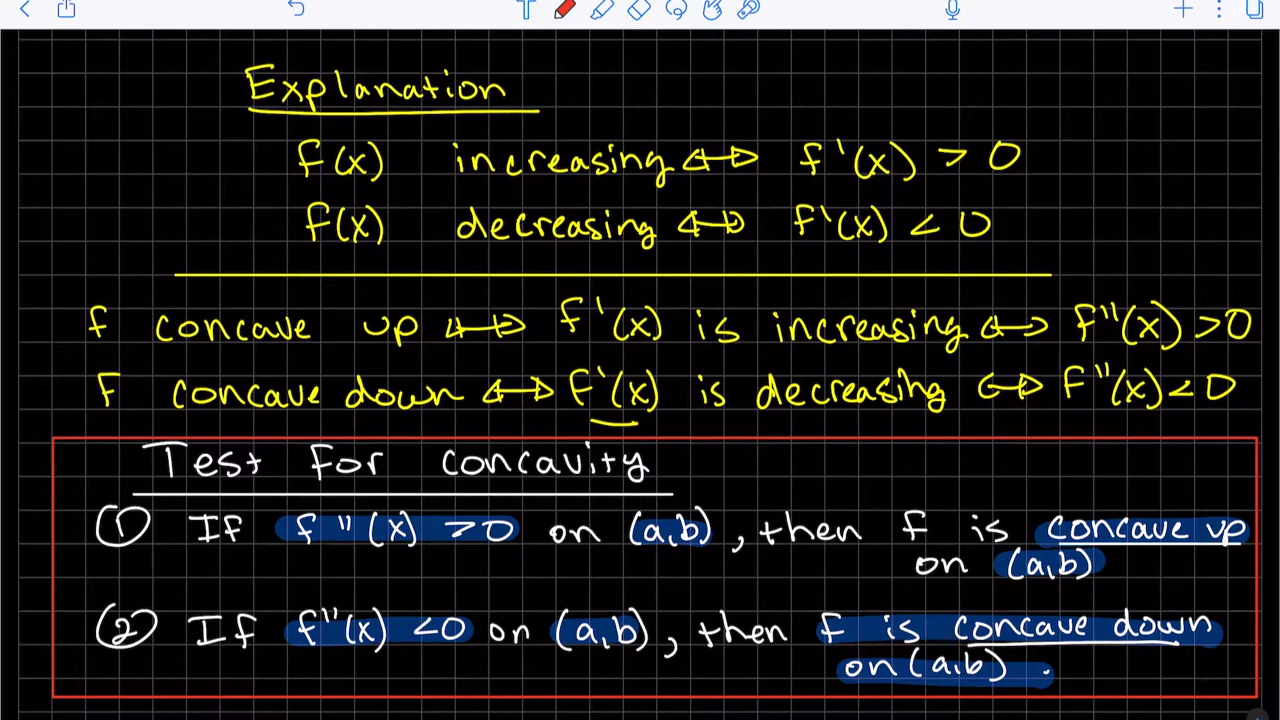 Explanation
f(x) increasing ↔ f'(x) > 0
f(x) decreasing ↔ f'(x) < 0
f concave up ↔ f'(x) is increasing ↔ f''(x) > 0
f concave down ↔ f'(x) is decreasing ↔ f''(x) < 0
Test for concavity
① If f''(x) > 0 on (a,b), then f is concave up
on (a,b)
② If f''(x) < 0 on (a,b), then f is concave down
on (a,b).